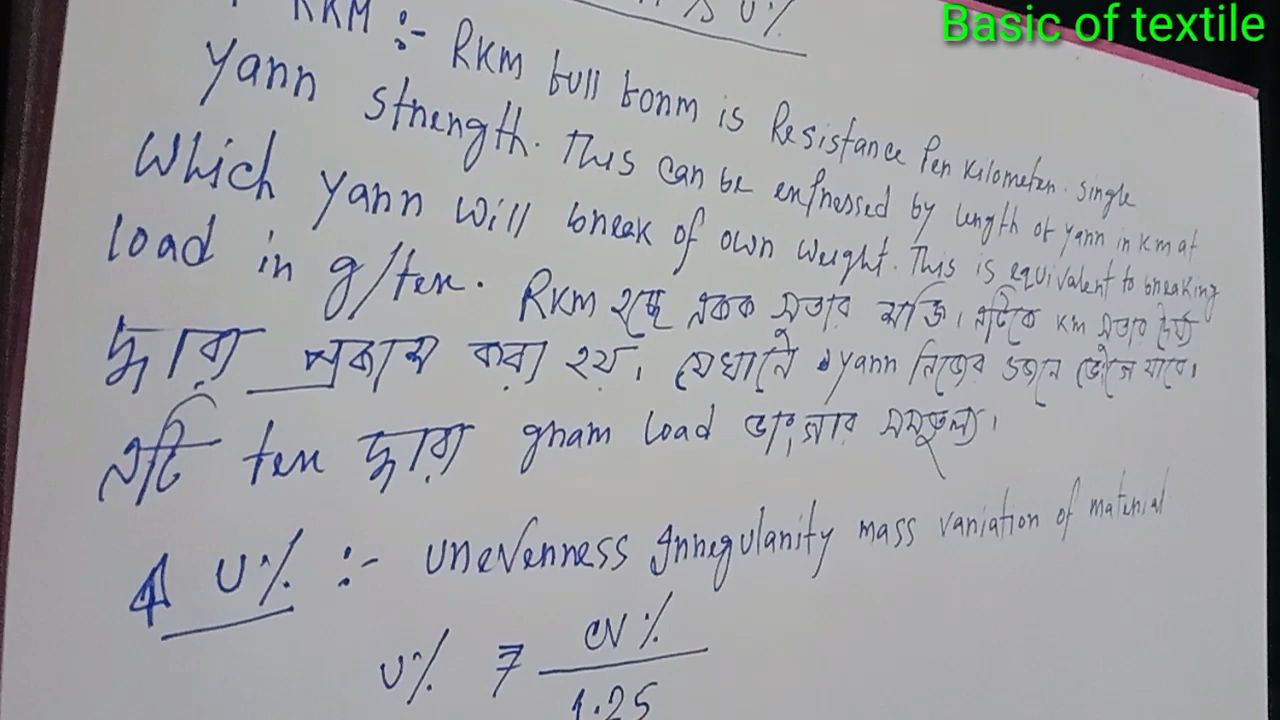 Basic of textile
U%
RKM :- RKM full form is Resistance Per Kilometer. single
yarn strength. This can be expressed by length of yarn in km at
Which yarn will break of own weight. This is equivalent to breaking
load in g/tex. RKM হচ্ছে একক সুতার শক্তি। এটিকে KM সুতার দৈর্ঘ্য
দ্বারা প্রকাশ করা হয়। যেখানে yarn নিজের ওজনে ভেঙ্গে যাবে।
এটি tex দ্বারা gram load ভাংগার সমতুল্য।
4 U% :- unevenness Irregularity mass variation of material
U% = CV%
1.25